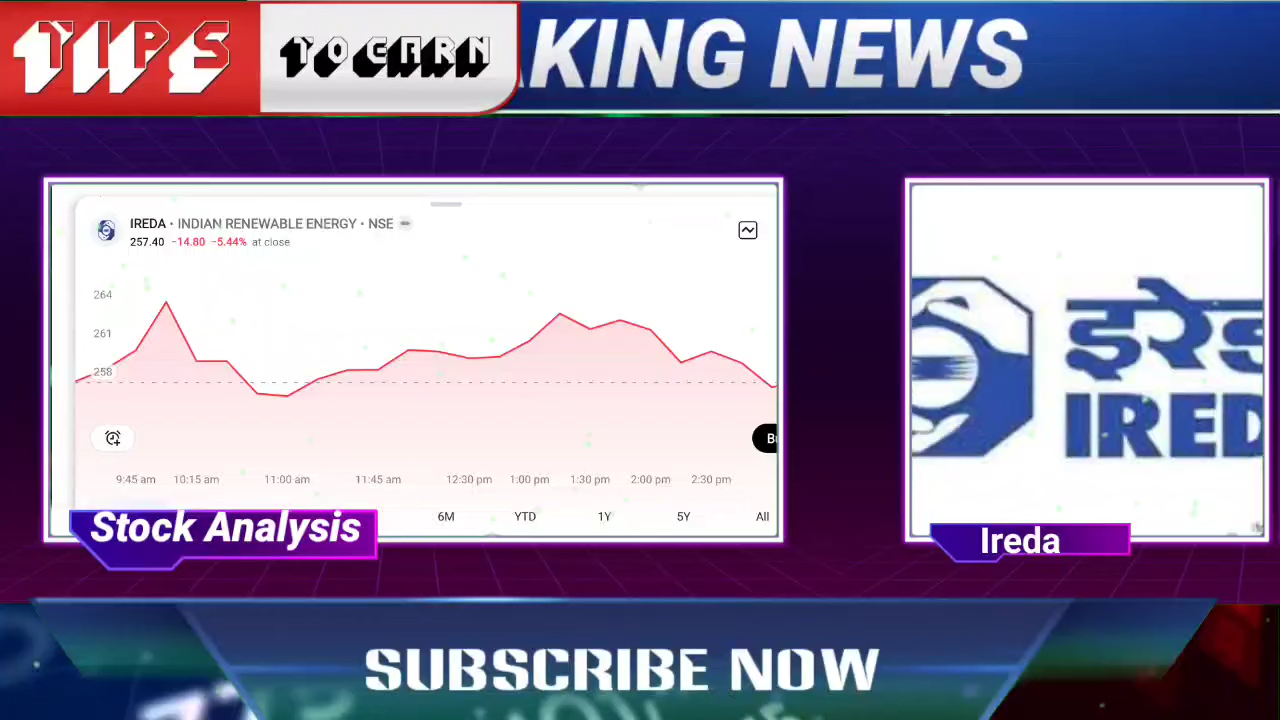 TIPS
TO EARN
KING NEWS
IREDA • INDIAN RENEWABLE ENERGY • NSE
257.40 −14.80 −5.44% at close
264
261
258
9:45 am 10:15 am 11:00 am 11:45 am 12:30 pm 1:00 pm 1:30 pm 2:00 pm 2:30 pm
6M YTD 1Y 5Y All
Stock Analysis
IRED
Ireda
SUBSCRIBE NOW